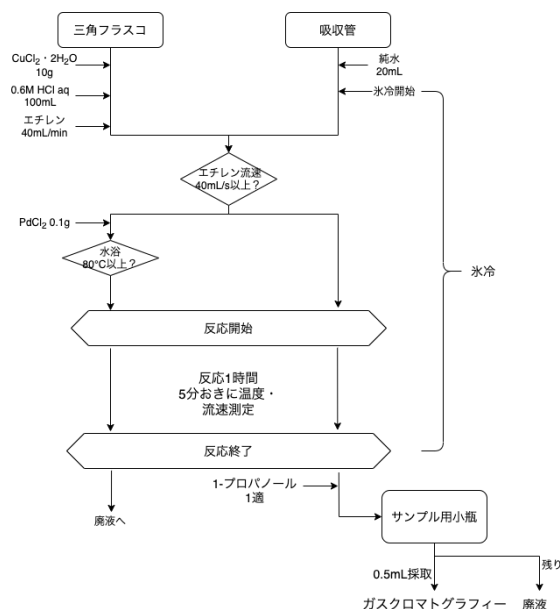 三角フラスコ
吸収管
CuCl₂・2H₂O
10g
純水
20mL
0.6M HCl aq
100mL
氷冷開始
エチレン
40mL/min
エチレン流速
40mL/s以上？
PdCl₂ 0.1g
水浴
80℃以上？
氷冷
反応開始
反応1時間
5分おきに温度・
流速測定
反応終了
1-プロパノール
1適
廃液へ
サンプル用小瓶
0.5mL採取
残り
ガスクロマトグラフィー
廃液